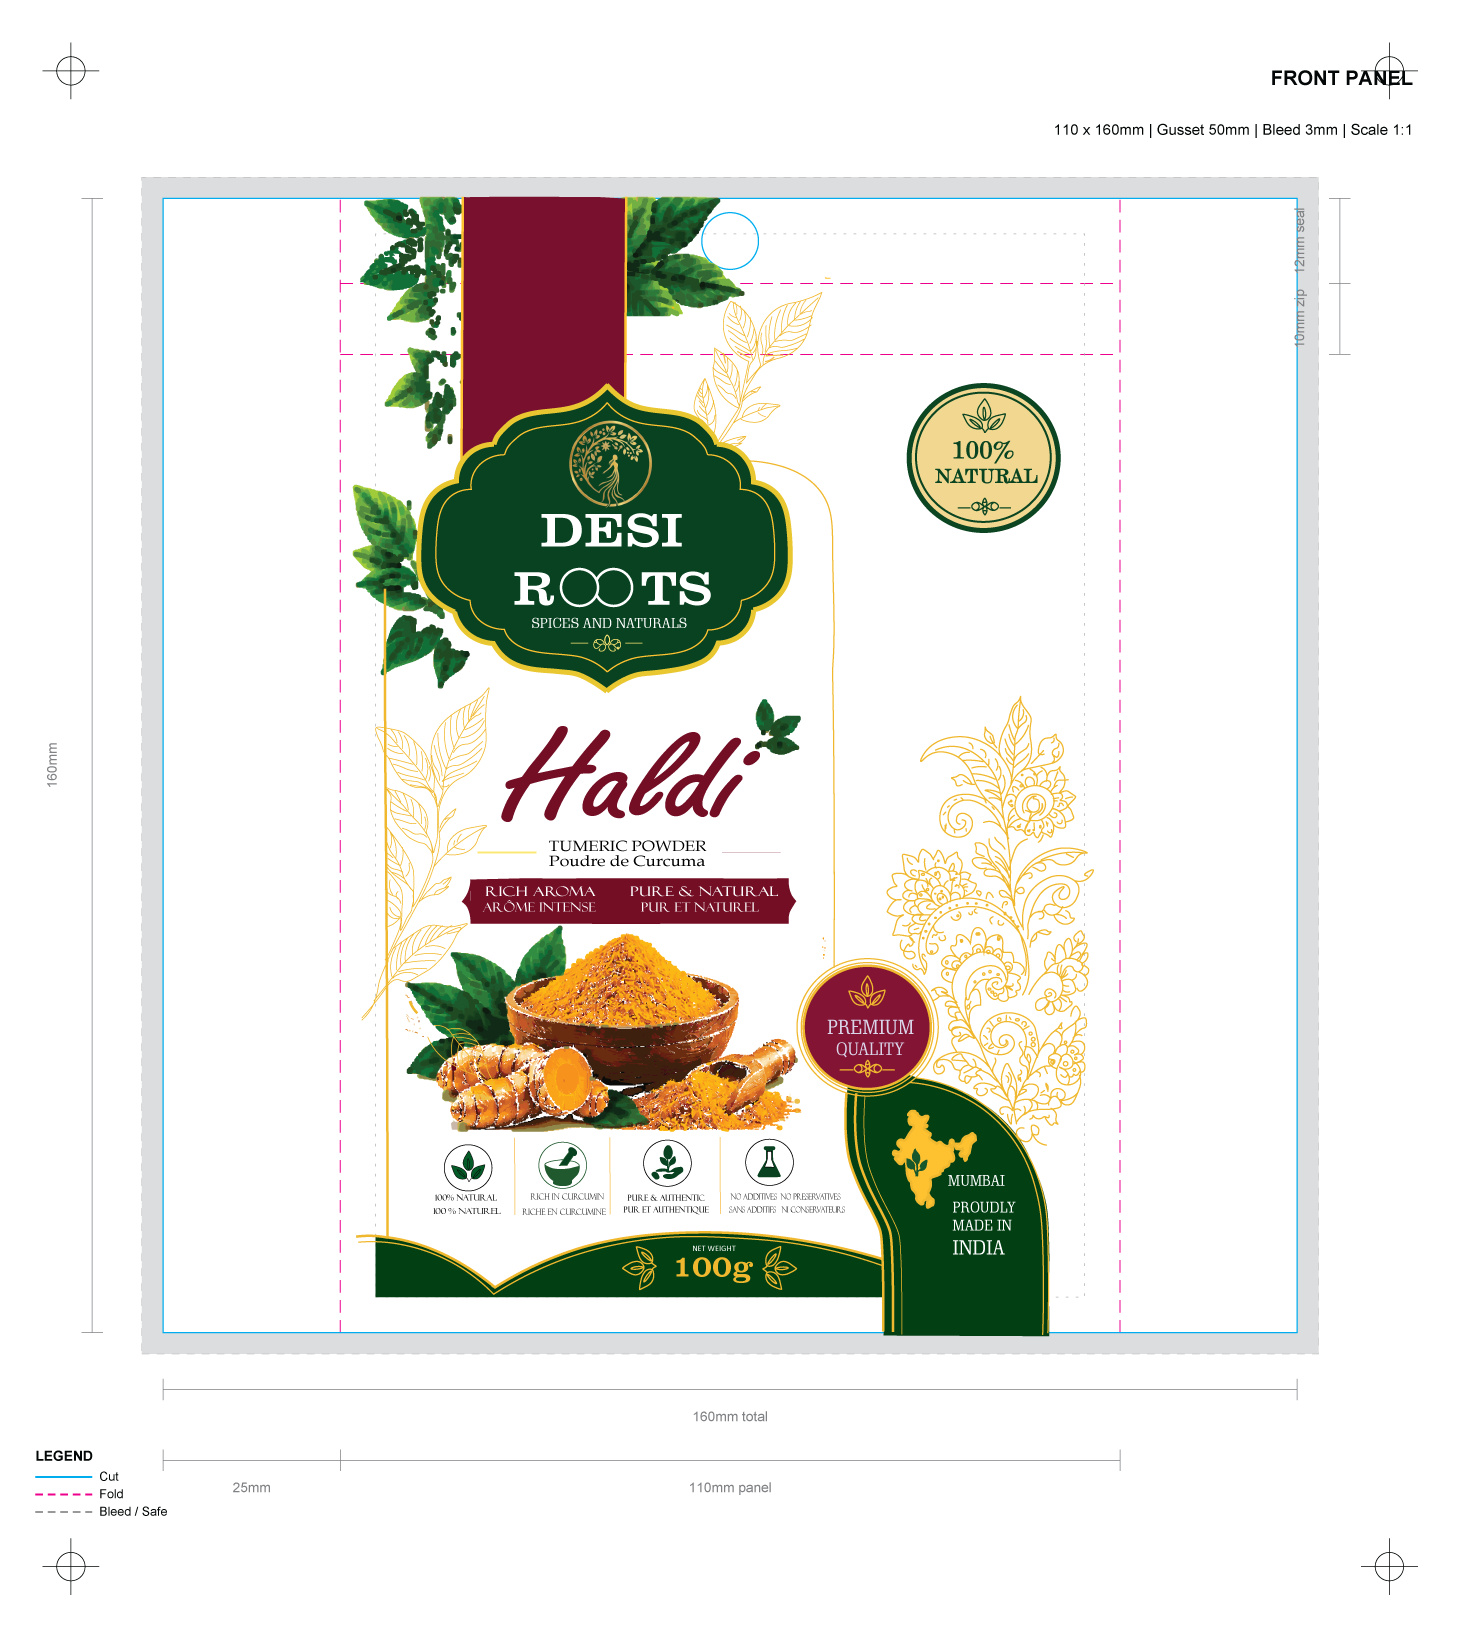 FRONT PANEL
110 x 160mm | Gusset 50mm | Bleed 3mm | Scale 1:1
12mm seal
10mm zip
100%
NATURAL
DESI
ROOTS
SPICES AND NATURALS
160mm
Haldi
TUMERIC POWDER
Poudre de Curcuma
RICH AROMA
ARÔME INTENSE
PURE & NATURAL
PUR ET NATUREL
PREMIUM
QUALITY
100% NATURAL
100 % NATUREL
RICH IN CURCUMIN
RICHE EN CURCUMINE
PURE & AUTHENTIC
PUR ET AUTHENTIQUE
NO ADDITIVES NO PRESERVATIVES
SANS ADDITIFS NI CONSERVATEURS
MUMBAI
PROUDLY
MADE IN
INDIA
NET WEIGHT
100g
160mm total
25mm
110mm panel
LEGEND
Cut
Fold
Bleed / Safe